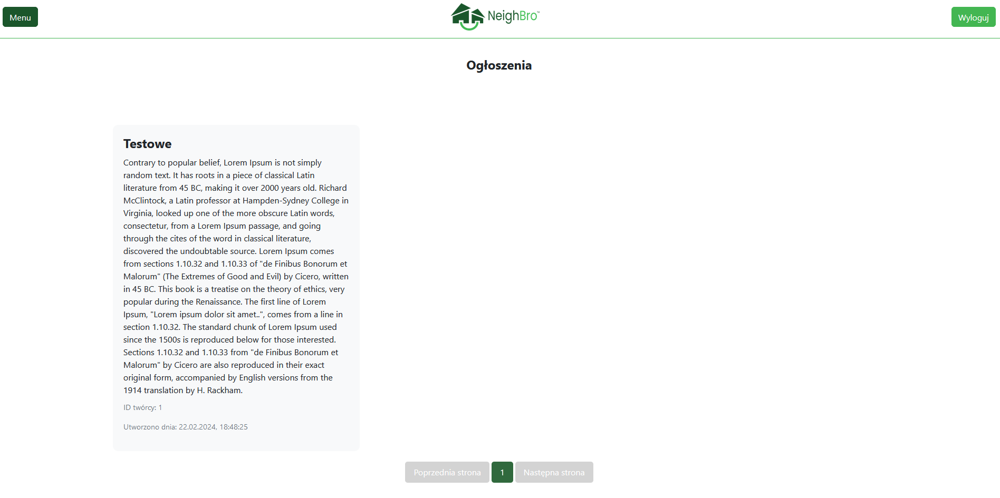 Menu
NeighBro™
Wyloguj
Ogłoszenia
Testowe
Contrary to popular belief, Lorem Ipsum is not simply
random text. It has roots in a piece of classical Latin
literature from 45 BC, making it over 2000 years old. Richard
McClintock, a Latin professor at Hampden-Sydney College in
Virginia, looked up one of the more obscure Latin words,
consectetur, from a Lorem Ipsum passage, and going
through the cites of the word in classical literature,
discovered the undoubtable source. Lorem Ipsum comes
from sections 1.10.32 and 1.10.33 of "de Finibus Bonorum et
Malorum" (The Extremes of Good and Evil) by Cicero, written
in 45 BC. This book is a treatise on the theory of ethics, very
popular during the Renaissance. The first line of Lorem
Ipsum, "Lorem ipsum dolor sit amet..", comes from a line in
section 1.10.32. The standard chunk of Lorem Ipsum used
since the 1500s is reproduced below for those interested.
Sections 1.10.32 and 1.10.33 from "de Finibus Bonorum et
Malorum" by Cicero are also reproduced in their exact
original form, accompanied by English versions from the
1914 translation by H. Rackham.
ID twórcy: 1
Utworzono dnia: 22.02.2024, 18:48:25
Poprzednia strona
1
Następna strona